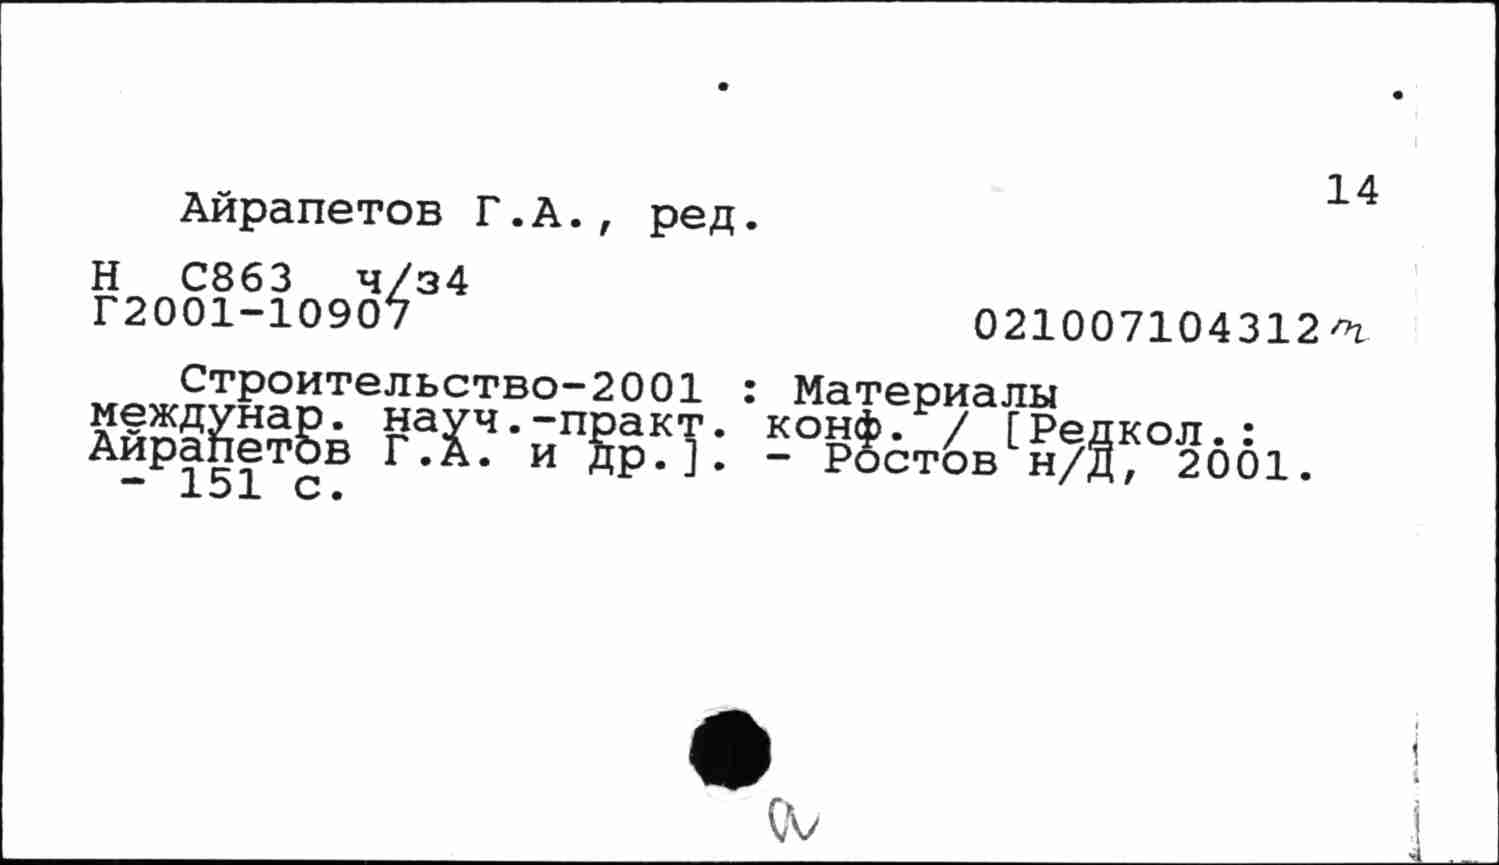 14
Айрапетов Г.А., ред.
Н С863 ч/з4
Г2001-10907
021007104312 т
Строительство-2001 : Материалы
междунар. науч.-практ. конф. / [Редкол.:
Айрапетов Г.А. и др.]. - Ростов н/Д, 2001.
- 151 с.
а